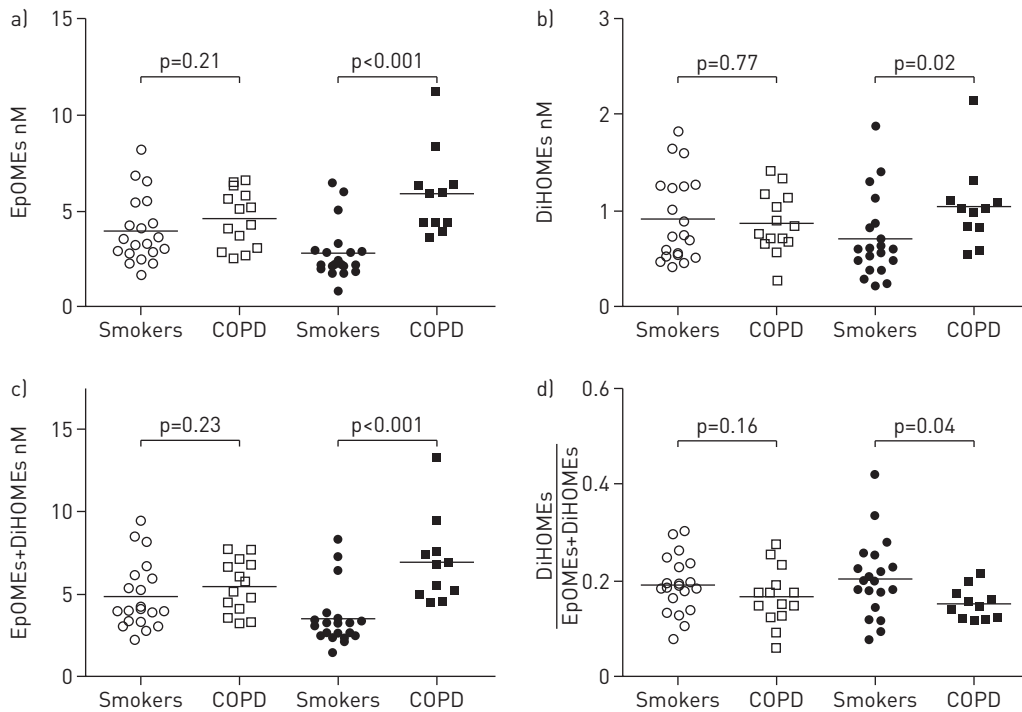 a)
EpOMEs nM
15
10
5
0
p=0.21
p<0.001
Smokers
COPD
Smokers
COPD
b)
DiHOMEs nM
3
2
1
0
p=0.77
p=0.02
Smokers
COPD
Smokers
COPD
c)
EpOMEs+DiHOMEs nM
15
10
5
0
p=0.23
p<0.001
Smokers
COPD
Smokers
COPD
d)
DiHOMEs
EpOMEs+DiHOMEs
0.6
0.4
0.2
0
p=0.16
p=0.04
Smokers
COPD
Smokers
COPD